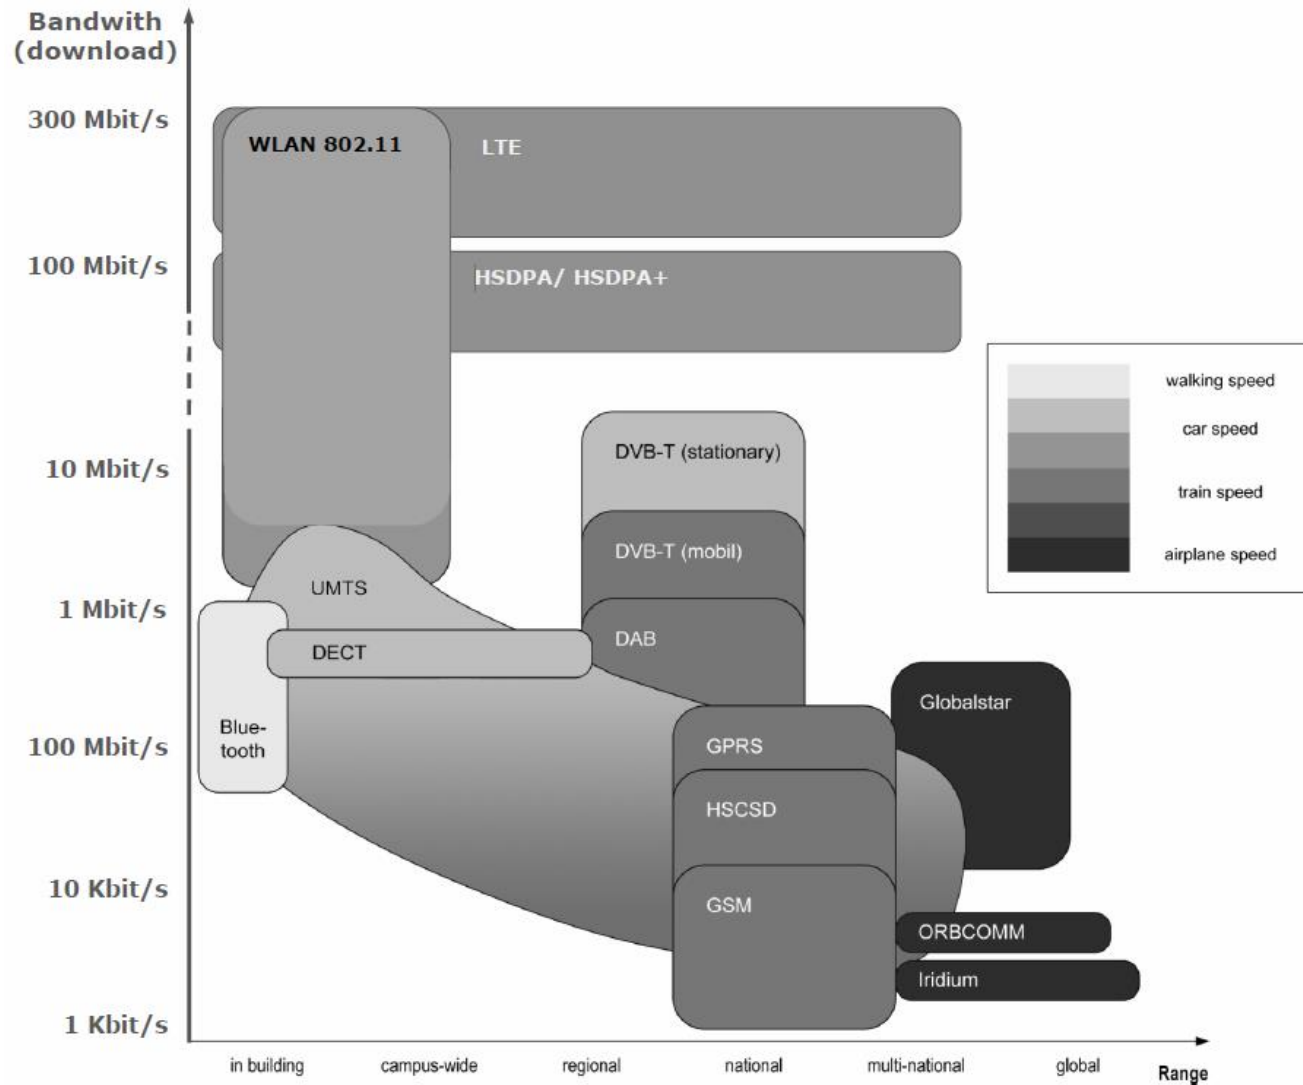 Bandwith
(download)
300 Mbit/s
WLAN 802.11
LTE
100 Mbit/s
HSDPA/ HSDPA+
walking speed
car speed
train speed
airplane speed
10 Mbit/s
DVB-T (stationary)
DVB-T (mobil)
1 Mbit/s
UMTS
DAB
DECT
Globalstar
Blue-
tooth
100 Mbit/s
GPRS
HSCSD
10 Kbit/s
GSM
ORBCOMM
Iridium
1 Kbit/s
in building
campus-wide
regional
national
multi-national
global
Range